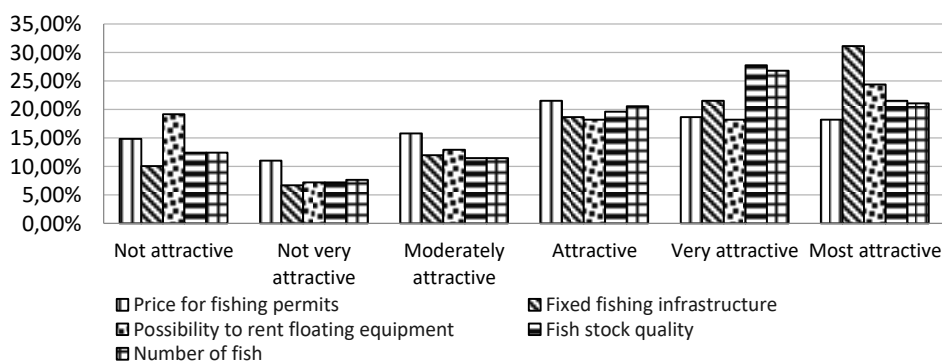 35,00%
30,00%
25,00%
20,00%
15,00%
10,00%
5,00%
0,00%
Not attractive
Not very
attractive
Moderately
attractive
Attractive
Very attractive
Most attractive
Price for fishing permits
Fixed fishing infrastructure
Possibility to rent floating equipment
Fish stock quality
Number of fish